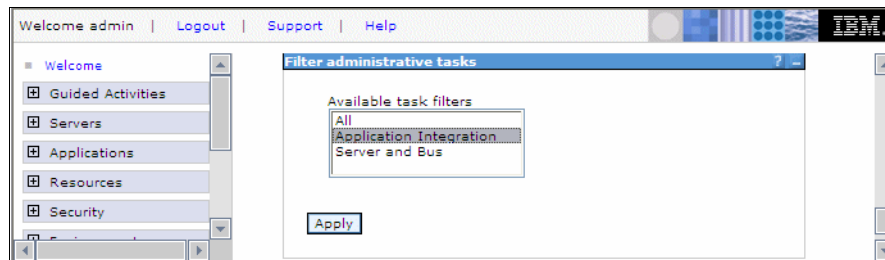 Welcome admin | Logout | Support | Help
IBM.
Welcome
Guided Activities
Servers
Applications
Resources
Security
Filter administrative tasks ? –
Available task filters
All
Application Integration
Server and Bus
Apply